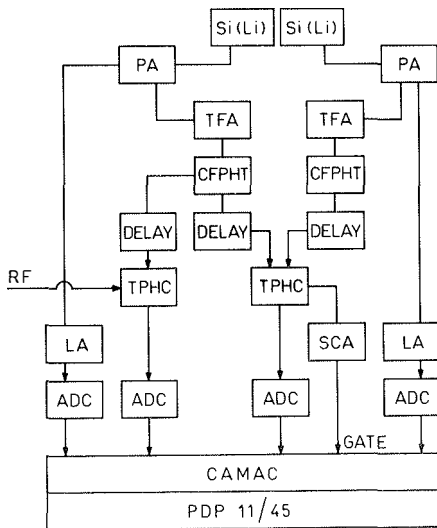 Si(Li) Si(Li)
PA PA
TFA TFA
CFPHT CFPHT
DELAY DELAY DELAY
RF TPHC TPHC
LA SCA LA
ADC ADC ADC ADC
GATE
CAMAC
PDP 11/45